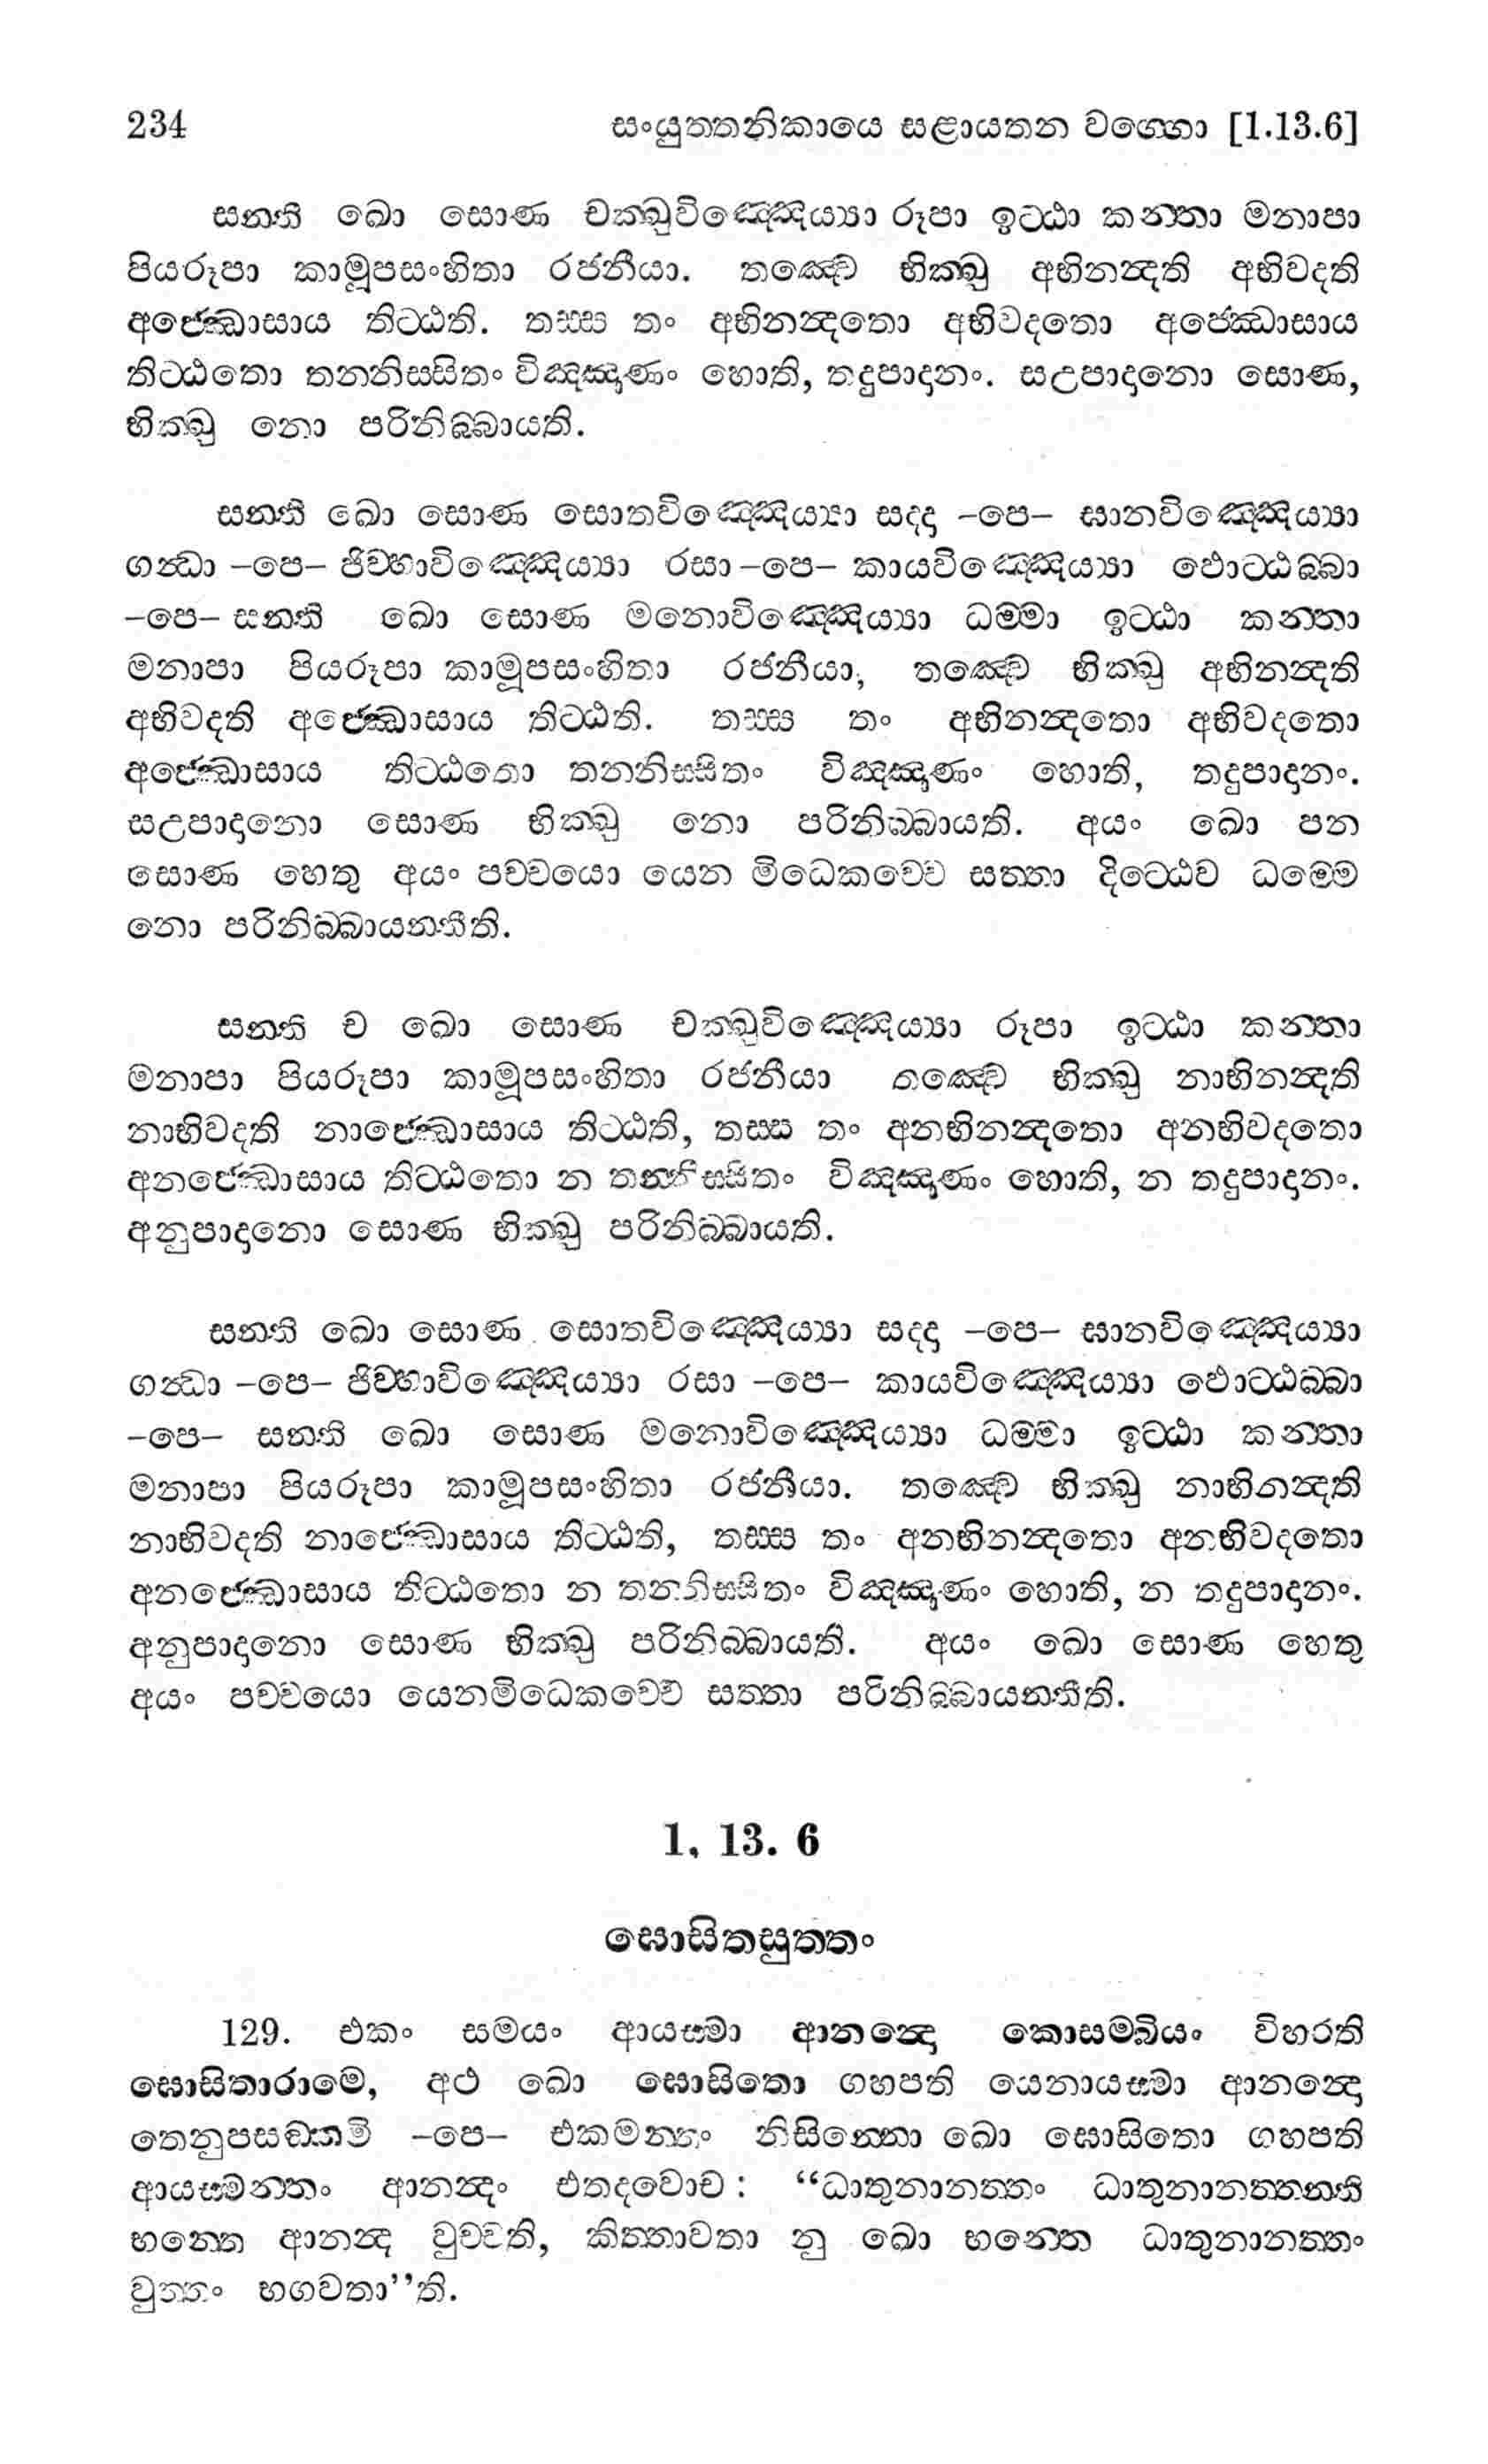 234 සංයුත්තනිකායෙ සළායතන වග්ගො [1.13.6]
සන්ති ඛො සොණ චක්ඛුවිඤ්ඤෙය්‍යා රූපා ඉට්ඨා කන්තා මනාපා
පියරූපා කාමූපසංහිතා රජනීයා. තඤ්චෙ භික්ඛු අභිනන්දති අභිවදති
අජ්ඣොසාය තිට්ඨති. තස්ස තං අභිනන්දතො අභිවදතො අජ්ඣොසාය
තිට්ඨතො තන්නිස්සිතං විඤ්ඤාණං හොති, තදුපාදානං. සඋපාදානො සොණ,
භික්ඛු නො පරිනිබ්බායති.
සන්ති ඛො සොණ සොතවිඤ්ඤෙය්‍යා සද්දා –පෙ– ඝානවිඤ්ඤෙය්‍යා
ගන්ධා –පෙ– ජිව්හාවිඤ්ඤෙය්‍යා රසා –පෙ– කායවිඤ්ඤෙය්‍යා ඵොට්ඨබ්බා
–පෙ– සන්ති ඛො සොණ මනොවිඤ්ඤෙය්‍යා ධම්මා ඉට්ඨා කන්තා
මනාපා පියරූපා කාමූපසංහිතා රජනීයා, තඤ්චෙ භික්ඛු අභිනන්දති
අභිවදති අජ්ඣොසාය තිට්ඨති. තස්ස තං අභිනන්දතො අභිවදතො
අජ්ඣොසාය තිට්ඨතො තන්නිස්සිතං විඤ්ඤාණං හොති, තදුපාදානං.
සඋපාදානො සොණ භික්ඛු නො පරිනිබ්බායති. අයං ඛො පන
සොණ හෙතු අයං පච්චයො යෙන මිධෙකච්චෙ සත්තා දිට්ඨෙව ධම්මෙ
නො පරිනිබ්බායන්තීති.
සන්ති ච ඛො සොණ චක්ඛුවිඤ්ඤෙය්‍යා රූපා ඉට්ඨා කන්තා
මනාපා පියරූපා කාමූපසංහිතා රජනීයා තඤ්චෙ භික්ඛු නාභිනන්දති
නාභිවදති නාජ්ඣොසාය තිට්ඨති, තස්ස තං අනභිනන්දතො අනභිවදතො
අනජ්ඣොසාය තිට්ඨතො න තන්නිස්සිතං විඤ්ඤාණං හොති, න තදුපාදානං.
අනුපාදානො සොණ භික්ඛු පරිනිබ්බායති.
සන්ති ඛො සොණ සොතවිඤ්ඤෙය්‍යා සද්දා –පෙ– ඝානවිඤ්ඤෙය්‍යා
ගන්ධා –පෙ– ජිව්හාවිඤ්ඤෙය්‍යා රසා –පෙ– කායවිඤ්ඤෙය්‍යා ඵොට්ඨබ්බා
–පෙ– සන්ති ඛො සොණ මනොවිඤ්ඤෙය්‍යා ධම්මා ඉට්ඨා කන්තා
මනාපා පියරූපා කාමූපසංහිතා රජනීයා. තඤ්චෙ භික්ඛු නාභිනන්දති
නාභිවදති නාජ්ඣොසාය තිට්ඨති, තස්ස තං අනභිනන්දතො අනභිවදතො
අනජ්ඣොසාය තිට්ඨතො න තන්නිස්සිතං විඤ්ඤාණං හොති, න තදුපාදානං.
අනුපාදානො සොණ භික්ඛු පරිනිබ්බායති. අයං ඛො සොණ හෙතු
අයං පච්චයො යෙනමිධෙකච්චෙ සත්තා පරිනිබ්බායන්තීති.
1. 13. 6
ඝොසිතසුත්තං
129. එකං සමයං ආයස්මා ආනන්දො කොසම්බියං විහරති
ඝොසිතාරාමෙ, අථ ඛො ඝොසිතො ගහපති යෙනායස්මා ආනන්දො
තෙනුපසඞ්කමි –පෙ– එකමන්තං නිසින්නො ඛො ඝොසිතො ගහපති
ආයස්මන්තං ආනන්දං එතදවොච: “ධාතුනානත්තං ධාතුනානත්තන්ති
භන්තෙ ආනන්ද වුච්චති, කිත්තාවතා නු ඛො භන්තෙ ධාතුනානත්තං
වුත්තං භගවතා’’ති.